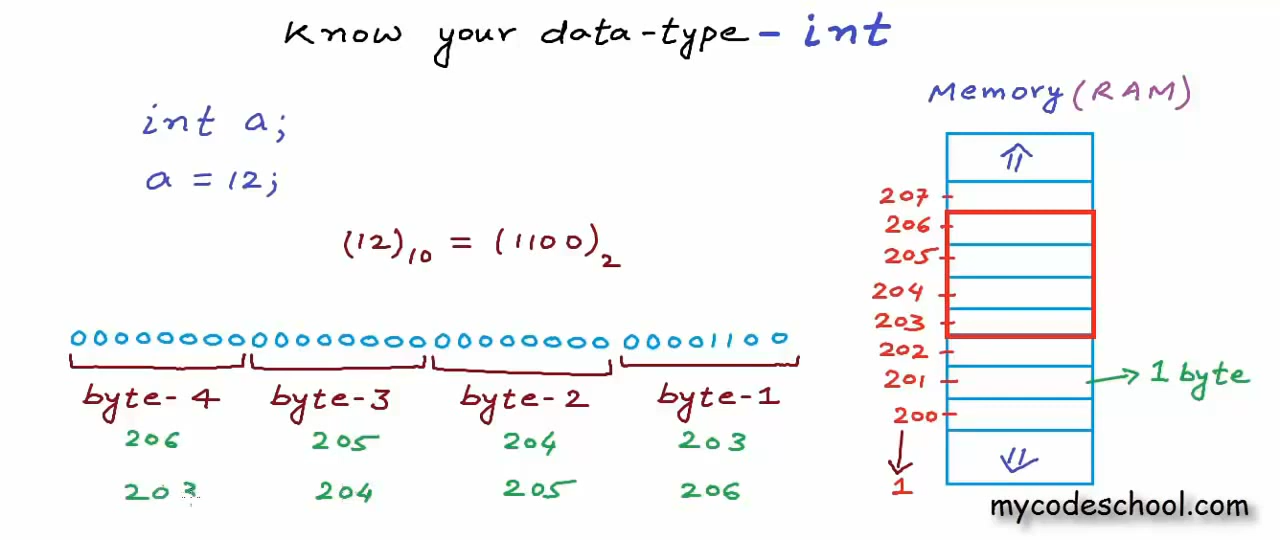 Know your data-type - int
Memory (RAM)
int a;
a = 12;
(12)10 = (1100)2
00000000 00000000 00000000 00001100
byte-4 byte-3 byte-2 byte-1
206 205 204 203
203 204 205 206
207
206
205
204
203
202
201
1 byte
200
1
mycodeschool.com